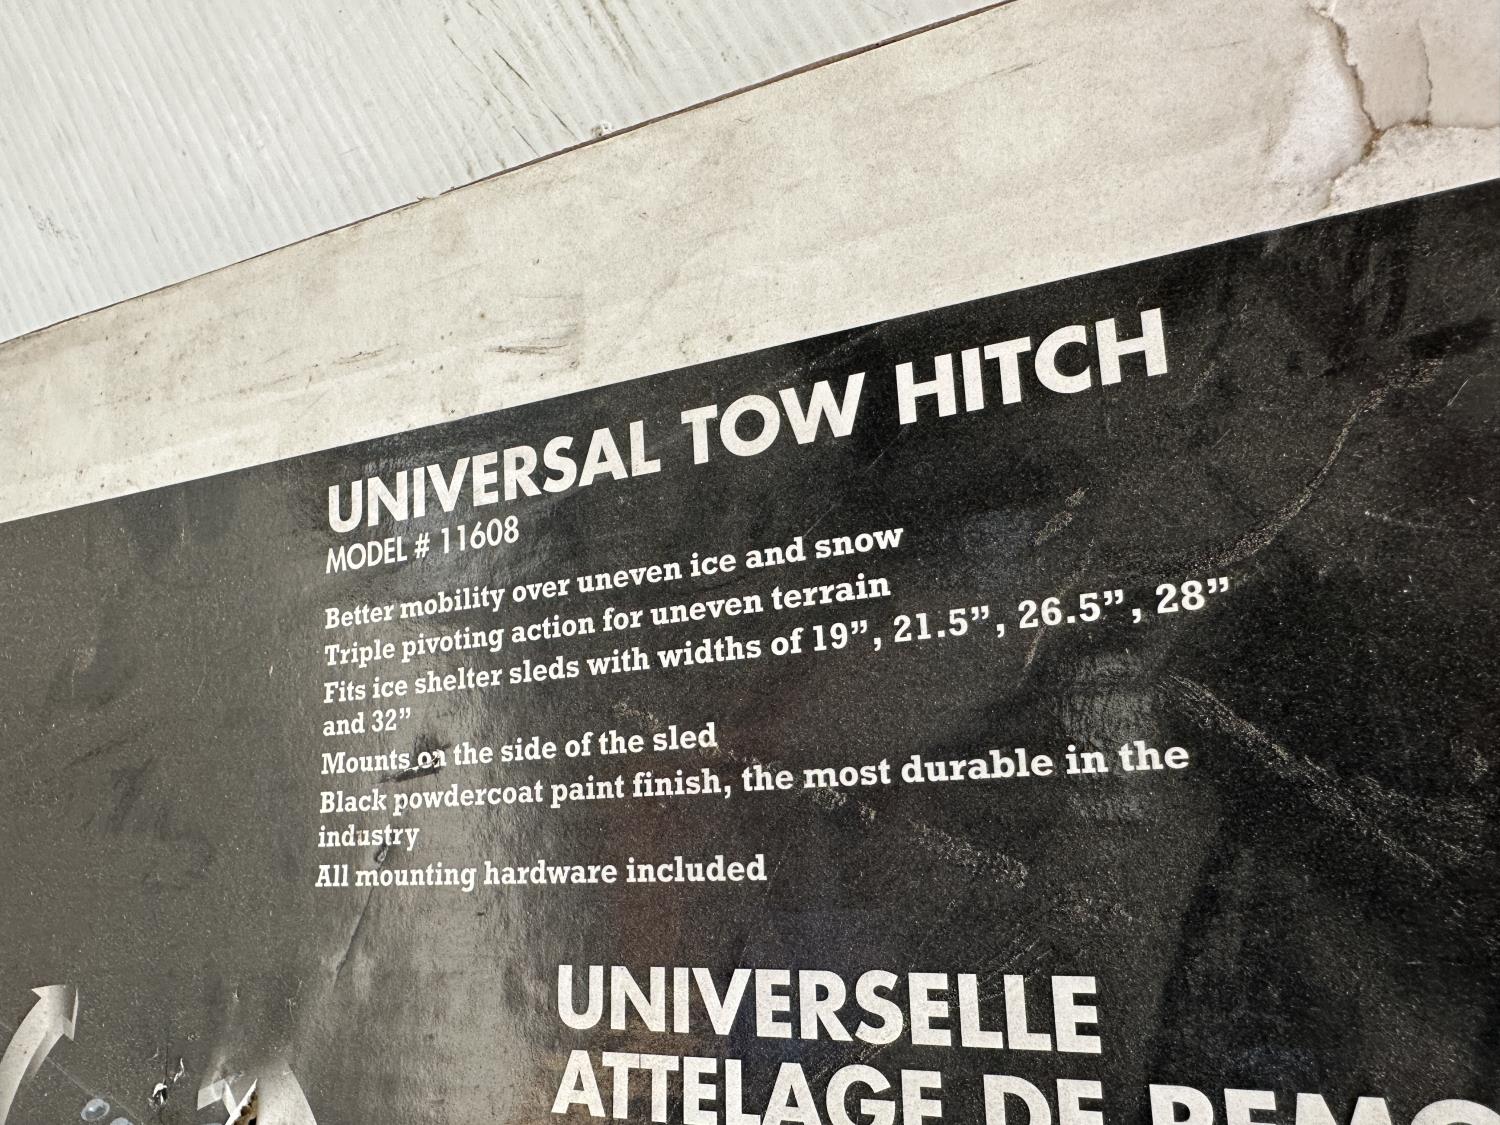 UNIVERSAL TOW HITCH
MODEL # 11608
Better mobility over uneven ice and snow
Triple pivoting action for uneven terrain
Fits ice shelter sleds with widths of 19”, 21.5”, 26.5”, 28”
and 32”
Mounts on the side of the sled
Black powdercoat paint finish, the most durable in the
industry
All mounting hardware included
UNIVERSELLE
ATTELAGE DE